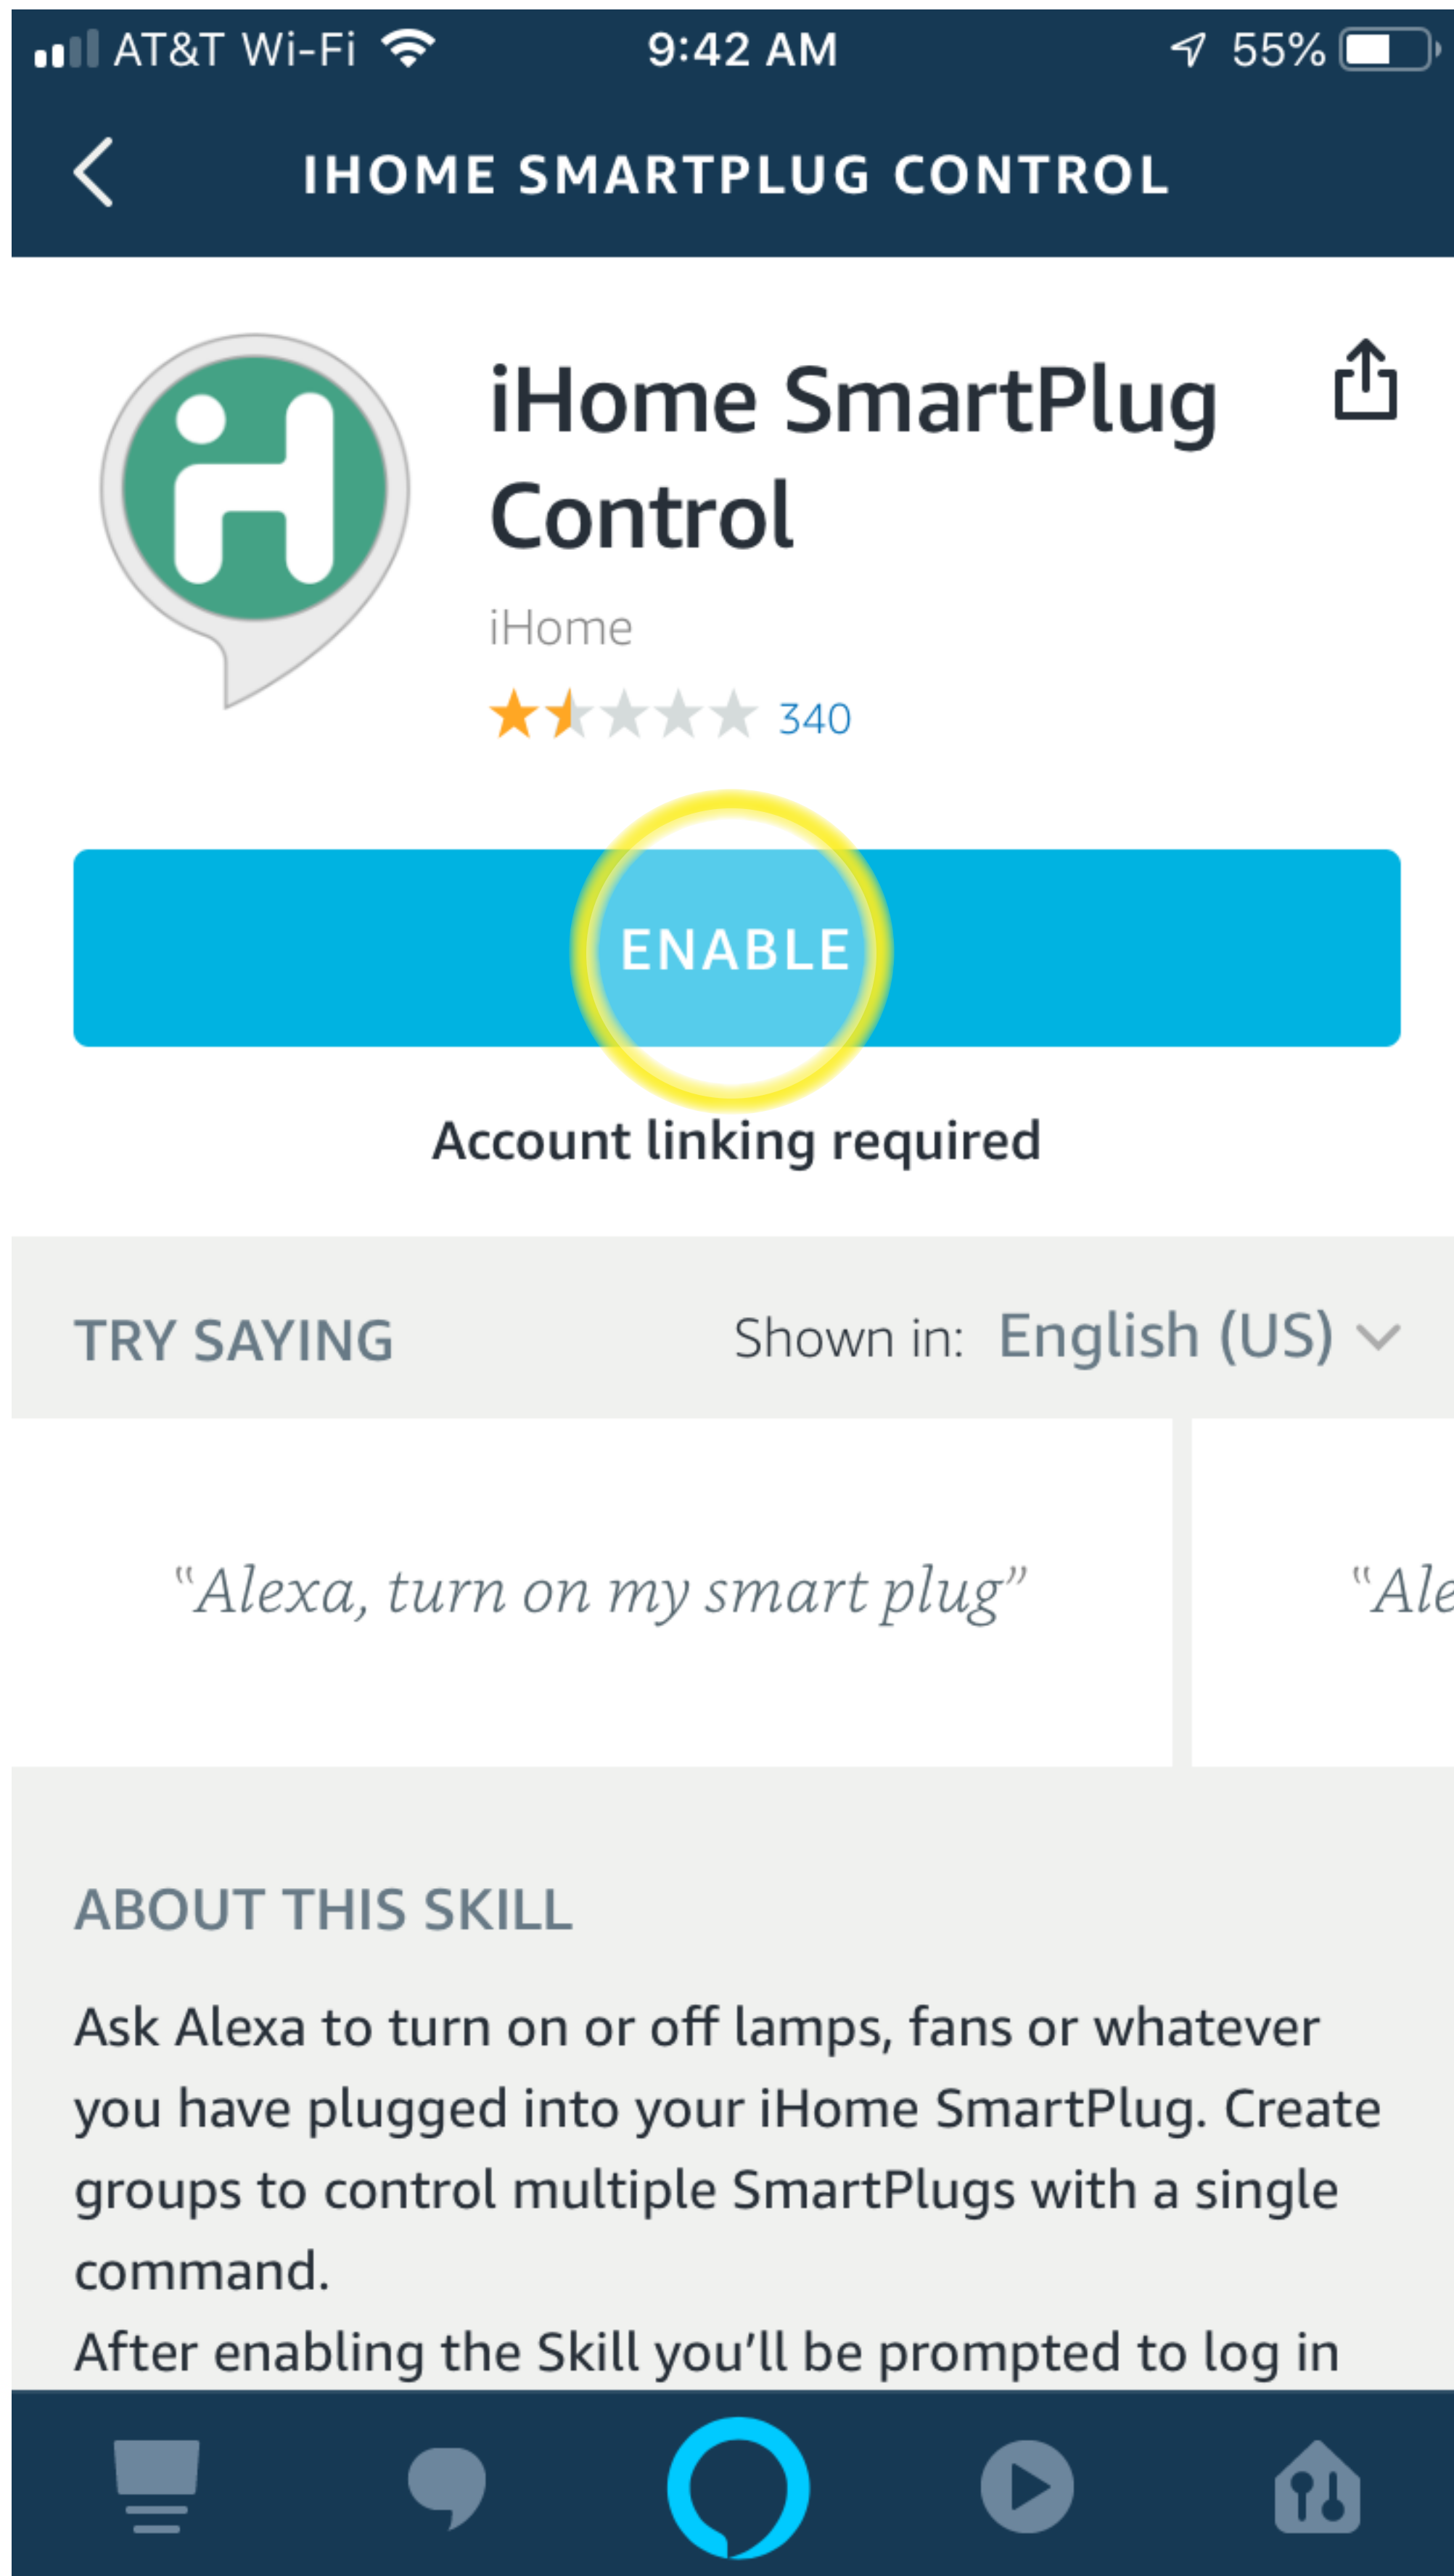 AT&T Wi-Fi 9:42 AM 55%
IHOME SMARTPLUG CONTROL
iHome SmartPlug
Control
iHome
340
ENABLE
Account linking required
TRY SAYING Shown in: English (US)
“Alexa, turn on my smart plug” “Ale
ABOUT THIS SKILL
Ask Alexa to turn on or off lamps, fans or whatever
you have plugged into your iHome SmartPlug. Create
groups to control multiple SmartPlugs with a single
command.
After enabling the Skill you’ll be prompted to log in